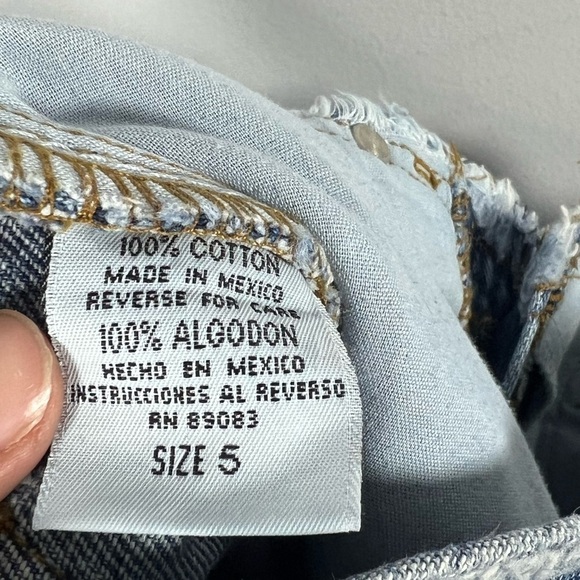 100% COTTON
MADE IN MEXICO
REVERSE FOR CARE
100% ALGODON
HECHO EN MEXICO
INSTRUCCIONES AL REVERSO
RN 89083
SIZE 5